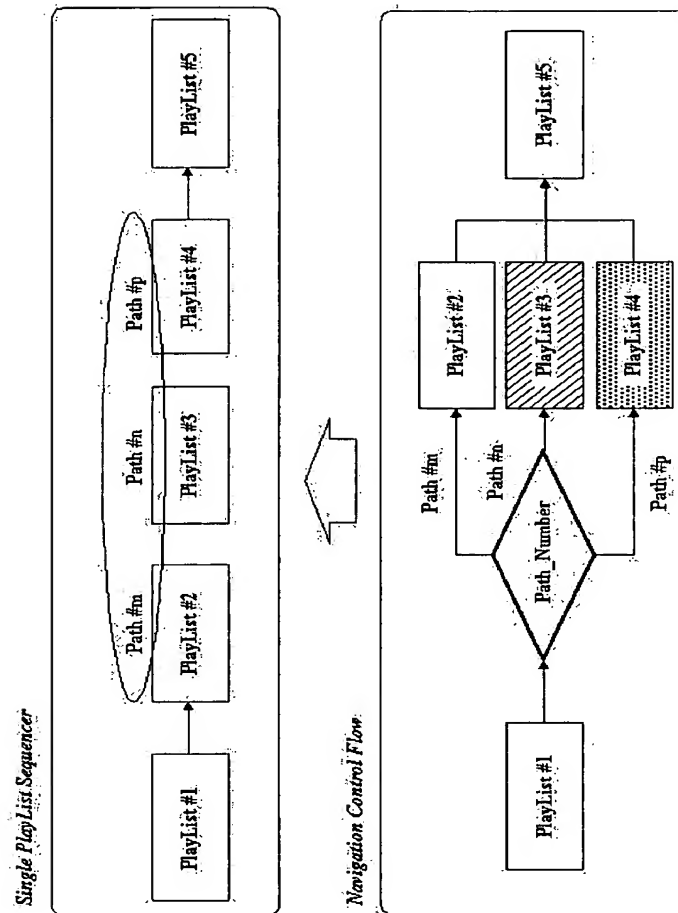 Single PlayList Sequencer
Path #m
Path #n
Path #p
PlayList #1
PlayList #2
PlayList #3
PlayList #4
PlayList #5
Navigation Control Flow
PlayList #1
Path_Number
Path #m
Path #n
Path #p
PlayList #2
PlayList #3
PlayList #4
PlayList #5